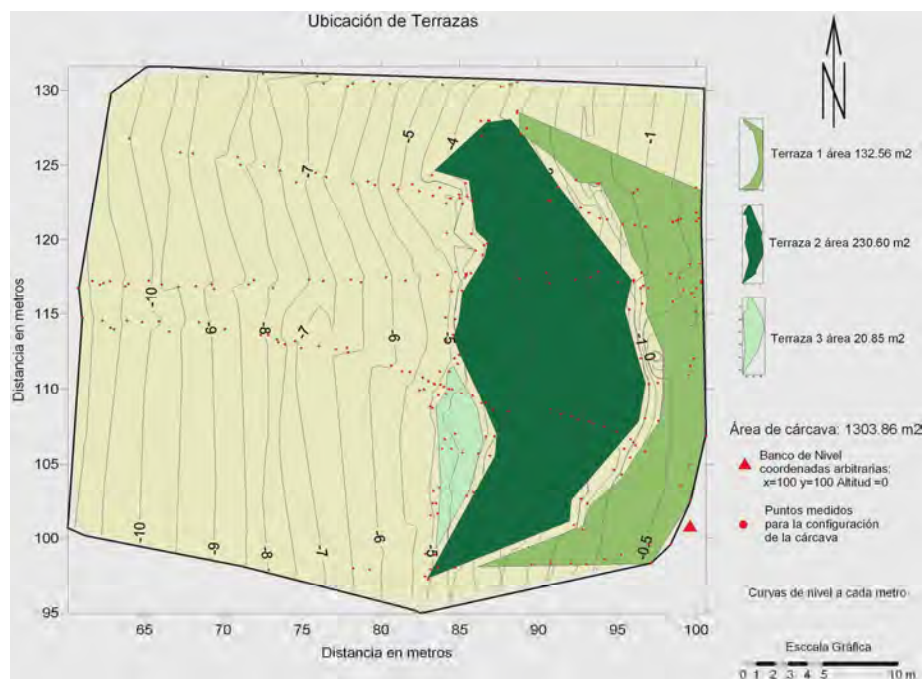 Ubicación de Terrazas
N
130
125
120
115
110
105
100
95
Distancia en metros
65
70
75
80
85
90
95
100
Distancia en metros
-5
-4
-1
-7
-10
-9
-8
-7
-6
-5
-1
0
-10
-9
-8
-7
-6
-5
-0.5
Terraza 1 área 132.56 m2
Terraza 2 área 230.60 m2
Terraza 3 área 20.85 m2
Área de cárcava: 1303.86 m2
Banco de Nivel
coordenadas arbitrarias:
x=100 y=100 Altitud =0
Puntos medidos
para la configuración
de la cárcava
Curvas de nivel a cada metro
Esccala Gráfica
0 1 2 3 4 5 10 m